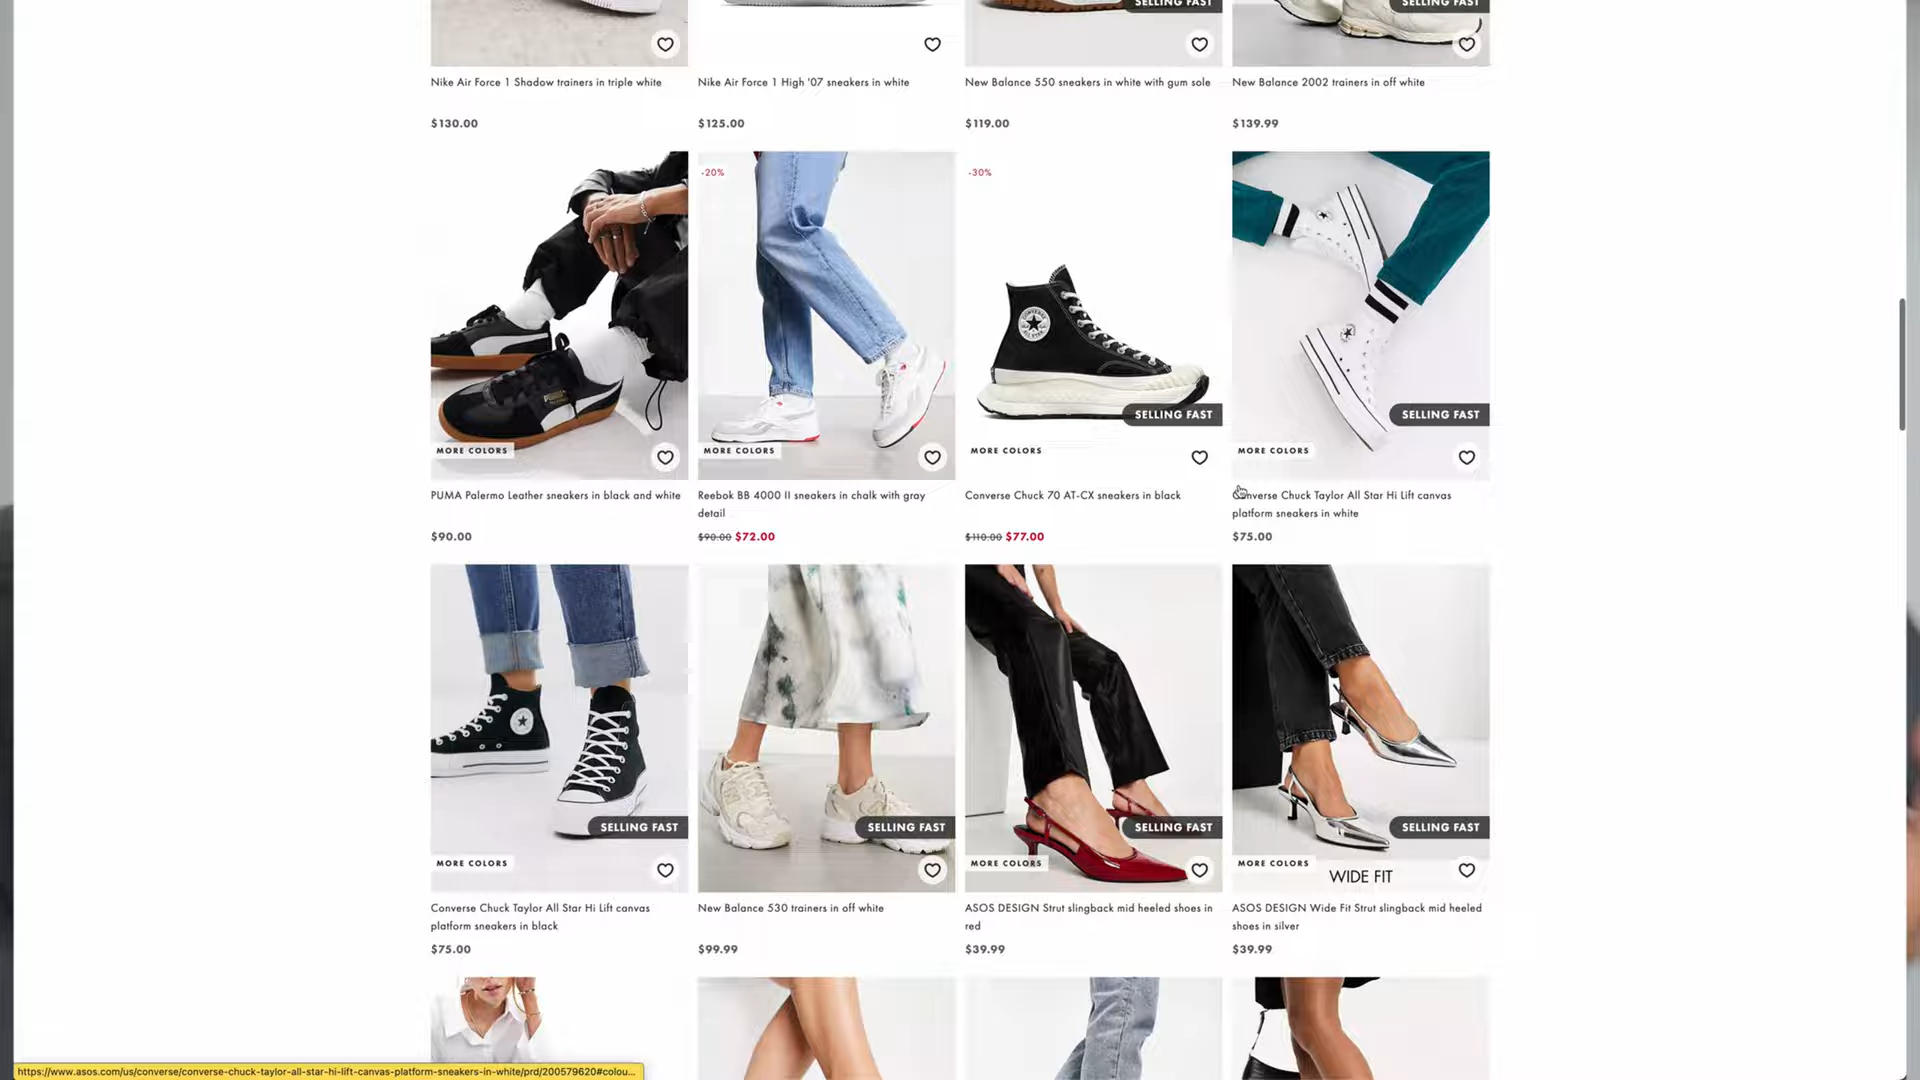 SELLING FAST
SELLING FAST
Nike Air Force 1 Shadow trainers in triple white
Nike Air Force 1 High '07 sneakers in white
New Balance 550 sneakers in white with gum sole
New Balance 2002 trainers in off white
$130.00
$125.00
$119.00
$139.99
-20%
-30%
CONVERSE
ALL STAR
SELLING FAST
SELLING FAST
MORE COLORS
MORE COLORS
MORE COLORS
MORE COLORS
PUMA Palermo Leather sneakers in black and white
Reebok BB 4000 II sneakers in chalk with gray
detail
Converse Chuck 70 AT-CX sneakers in black
Converse Chuck Taylor All Star Hi Lift canvas
platform sneakers in white
$90.00
$90.00 $72.00
$110.00 $77.00
$75.00
SELLING FAST
SELLING FAST
SELLING FAST
SELLING FAST
MORE COLORS
MORE COLORS
MORE COLORS
WIDE FIT
Converse Chuck Taylor All Star Hi Lift canvas
platform sneakers in black
New Balance 530 trainers in off white
ASOS DESIGN Strut slingback mid heeled shoes in
red
ASOS DESIGN Wide Fit Strut slingback mid heeled
shoes in silver
$75.00
$99.99
$39.99
$39.99
https://www.asos.com/us/converse/converse-chuck-taylor-all-star-hi-lift-canvas-platform-sneakers-in-white/prd/200579620#colou...